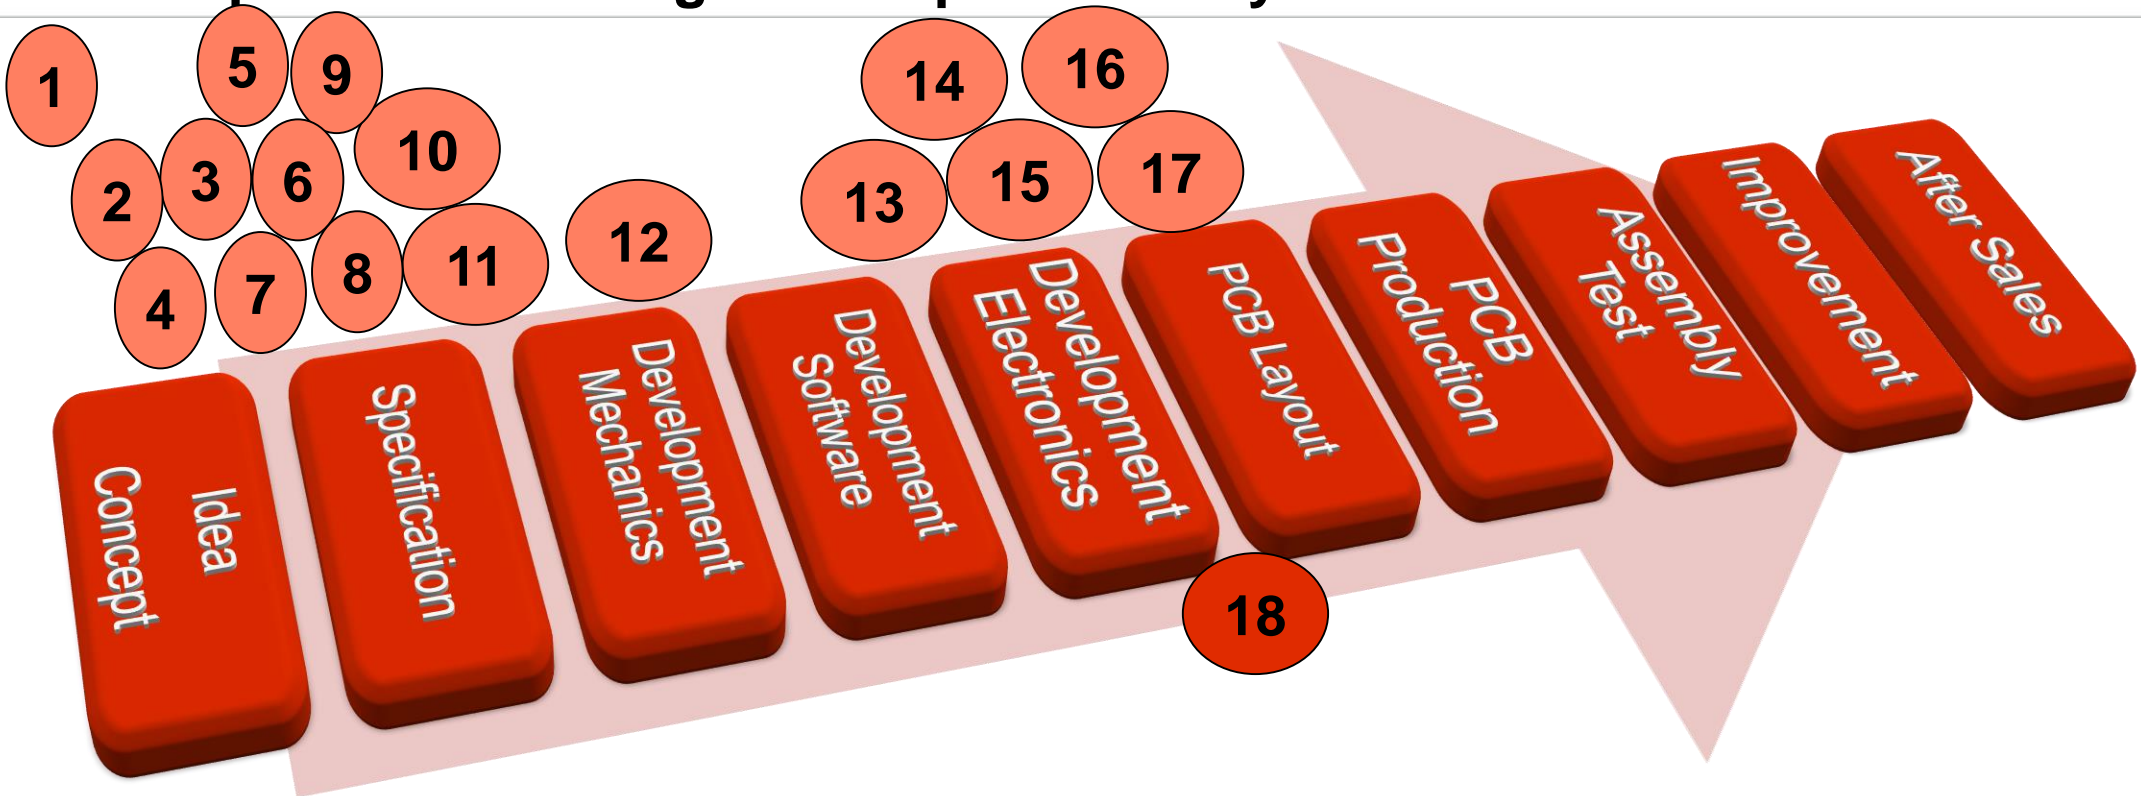 1
5
9
14
16
2
3
6
10
13
15
17
4
7
8
11
12
Idea
Concept
Specification
Development
Mechanics
Development
Software
Development
Electronics
PCB Layout
PCB
Production
Assembly
Test
Improvement
After Sales
18